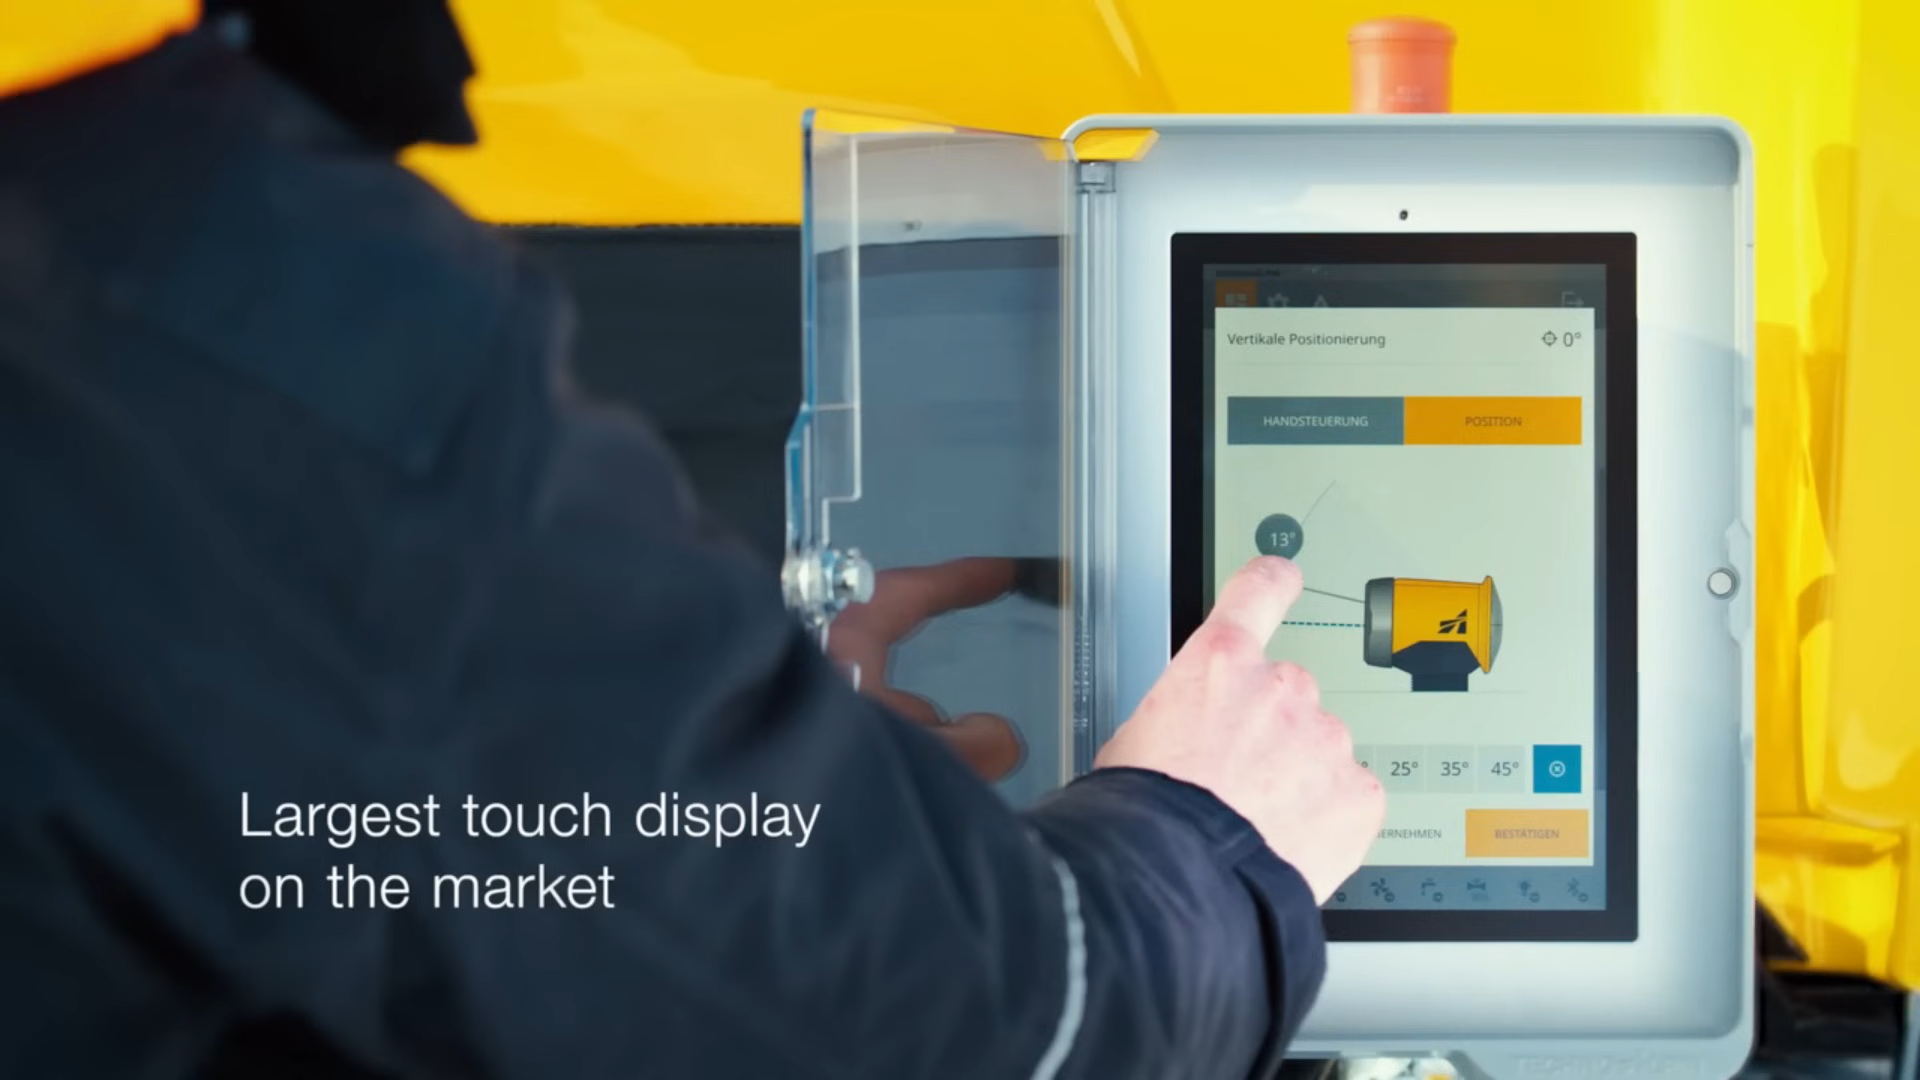 Vertikale Positionierung
0°
HANDSTEUERUNG
POSITION
13°
25°
35°
45°
BESTÄTIGEN
Largest touch display
on the market